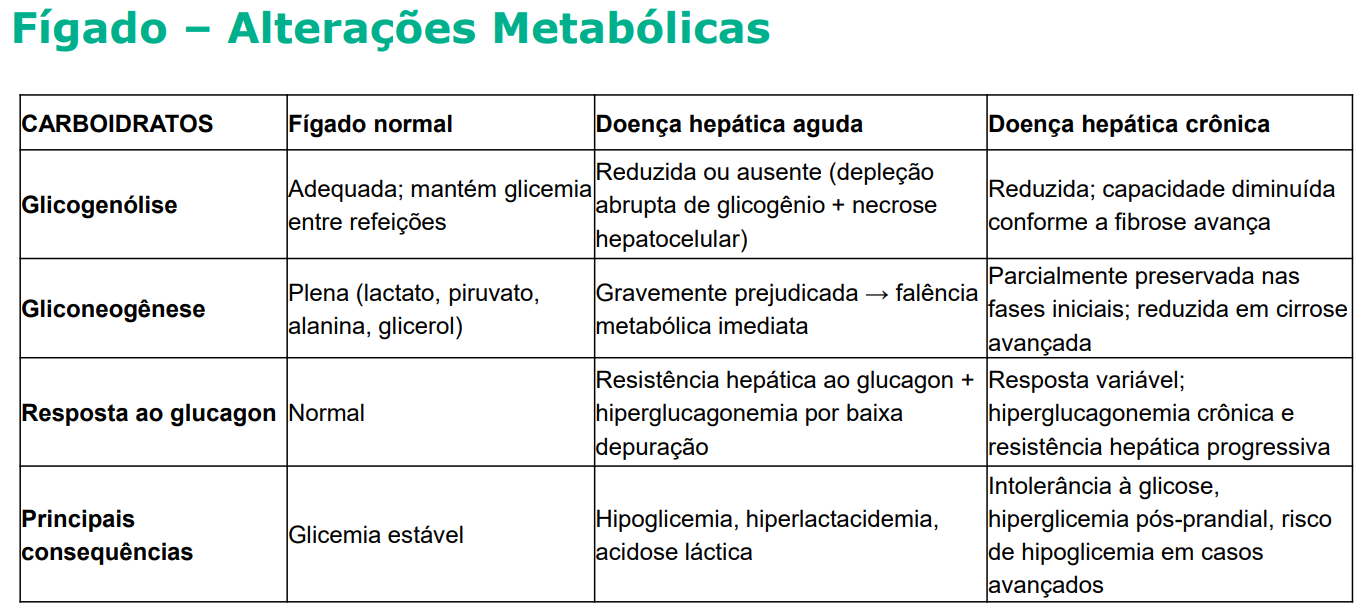 Fígado – Alterações Metabólicas
CARBOIDRATOS
Fígado normal
Doença hepática aguda
Doença hepática crônica
Glicogenólise
Adequada; mantém glicemia
entre refeições
Reduzida ou ausente (depleção
abrupta de glicogênio + necrose
hepatocelular)
Reduzida; capacidade diminuída
conforme a fibrose avança
Gliconeogênese
Plena (lactato, piruvato,
alanina, glicerol)
Gravemente prejudicada → falência
metabólica imediata
Parcialmente preservada nas
fases iniciais; reduzida em cirrose
avançada
Resposta ao glucagon
Normal
Resistência hepática ao glucagon +
hiperglucagonemia por baixa
depuração
Resposta variável;
hiperglucagonemia crônica e
resistência hepática progressiva
Principais
consequências
Glicemia estável
Hipoglicemia, hiperlactacidemia,
acidose láctica
Intolerância à glicose,
hiperglicemia pós-prandial, risco
de hipoglicemia em casos
avançados